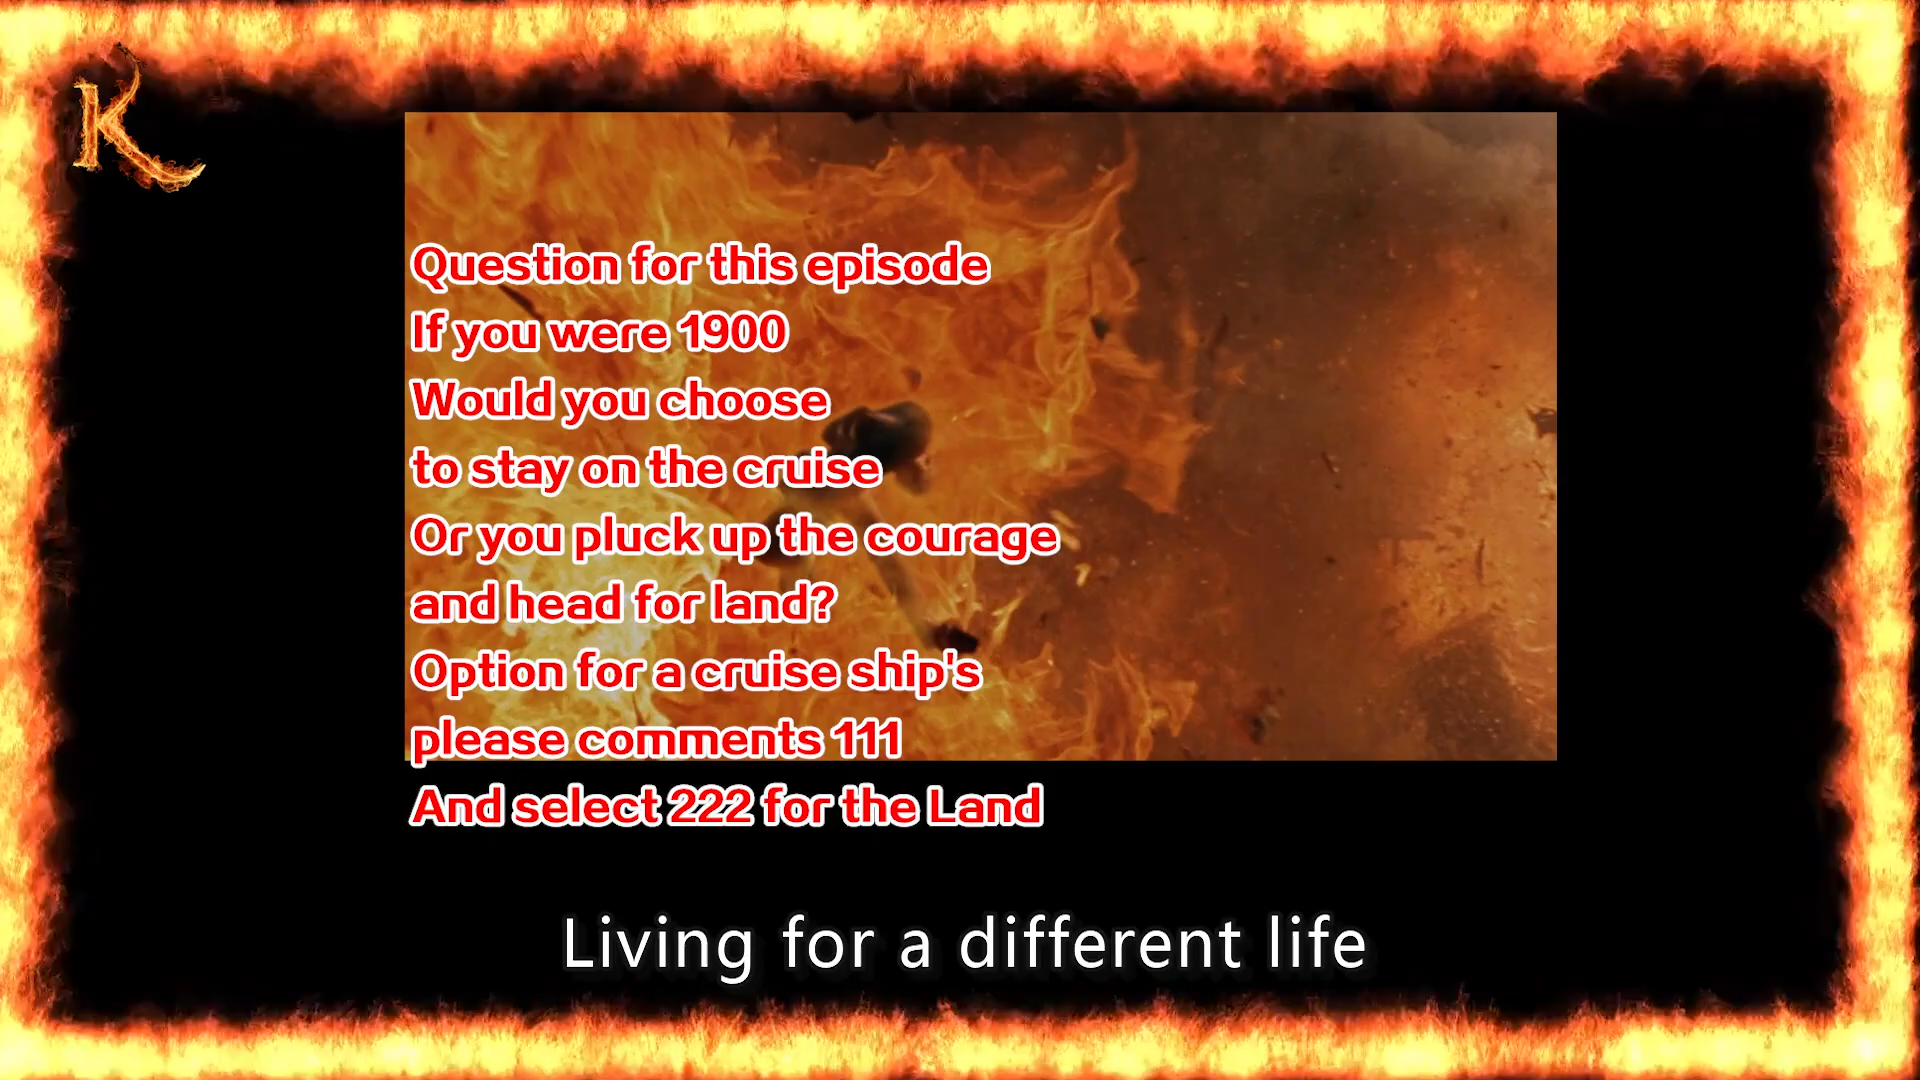 K
Question for this episode
If you were 1900
Would you choose
to stay on the cruise
Or you pluck up the courage
and head for land?
Option for a cruise ship's
please comments 111
And select 222 for the Land
Living for a different life